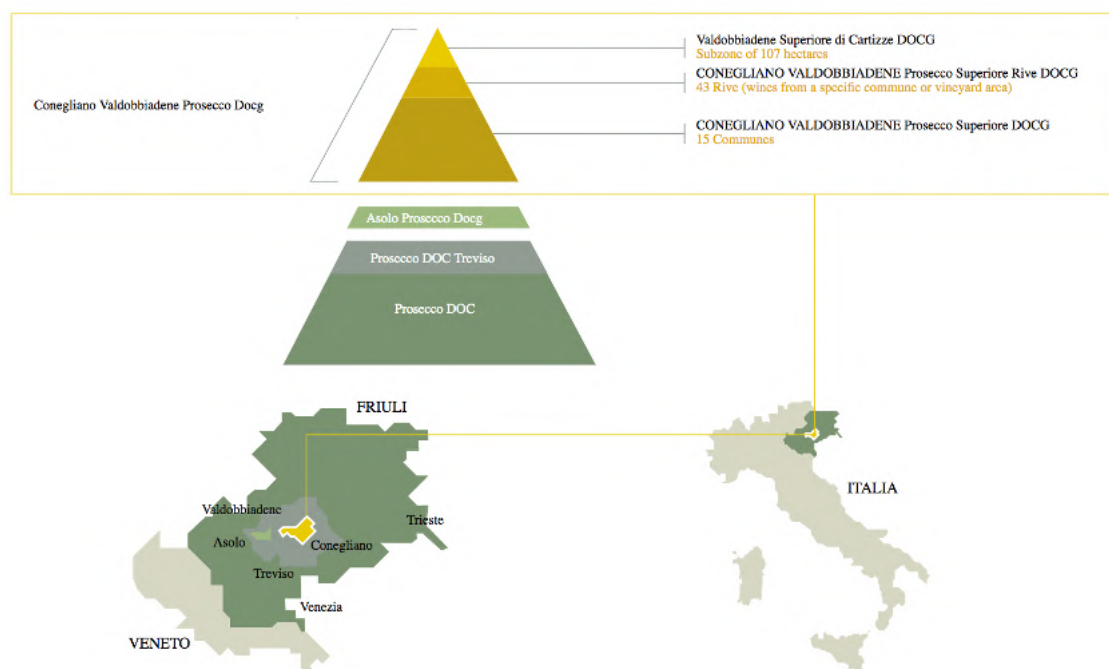 Valdobbiadene Superiore di Cartizze DOCG
Subzone of 107 hectares
CONEGLIANO VALDOBBIADENE Prosecco Superiore Rive DOCG
43 Rive (wines from a specific commune or vineyard area)
Conegliano Valdobbiadene Prosecco Docg
CONEGLIANO VALDOBBIADENE Prosecco Superiore DOCG
15 Communes
Asolo Prosecco Docg
Prosecco DOC Treviso
Prosecco DOC
FRIULI
ITALIA
Valdobbiadene
Trieste
Asolo
Conegliano
Treviso
Venezia
VENETO